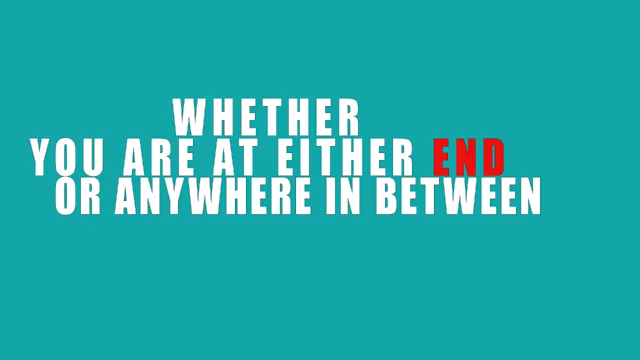 WHETHER
YOU ARE AT EITHER END
OR ANYWHERE IN BETWEEN